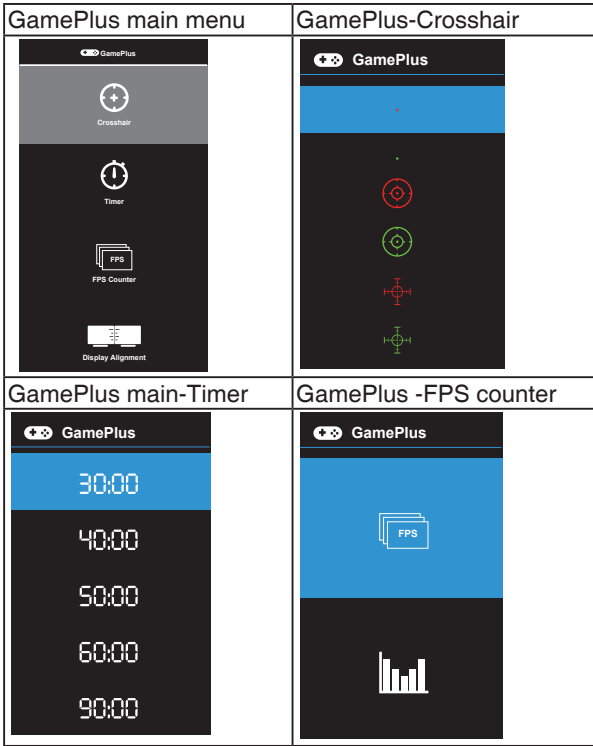 GamePlus main menu
GamePlus-Crosshair
GamePlus
Crosshair
Timer
FPS
FPS Counter
Display Alignment
GamePlus
GamePlus main-Timer
GamePlus -FPS counter
GamePlus
30:00
40:00
50:00
60:00
90:00
GamePlus
FPS